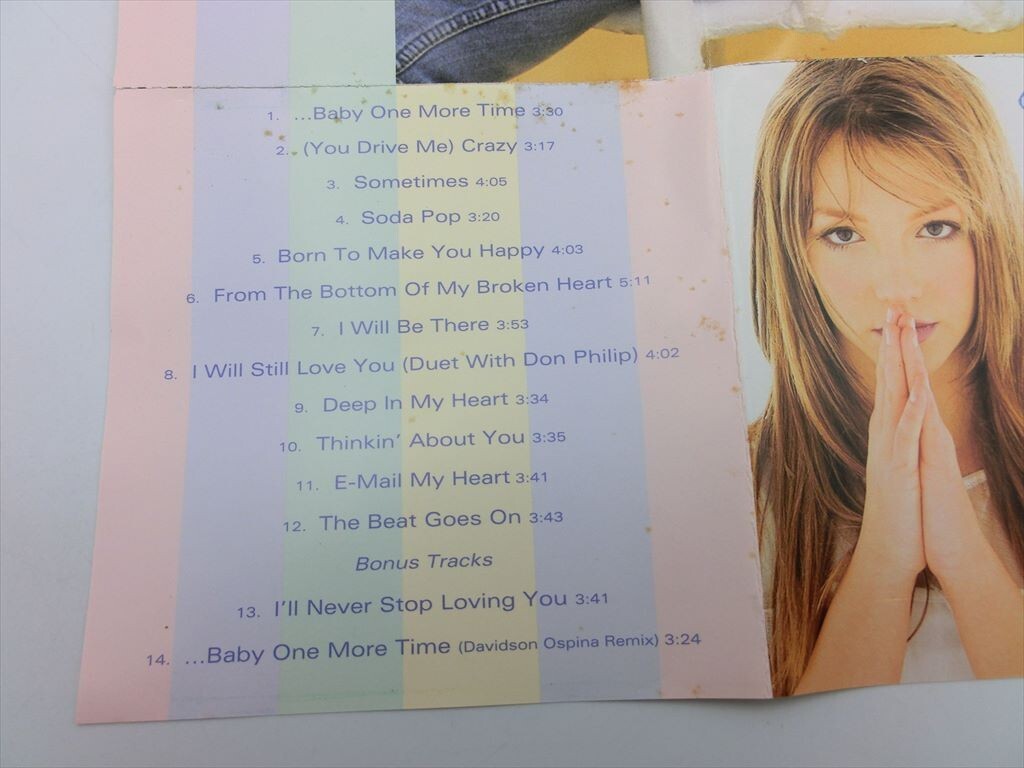 1. ...Baby One More Time 3:30
2. (You Drive Me) Crazy 3:17
3. Sometimes 4:05
4. Soda Pop 3:20
5. Born To Make You Happy 4:03
6. From The Bottom Of My Broken Heart 5:11
7. I Will Be There 3:53
8. I Will Still Love You (Duet With Don Philip) 4:02
9. Deep In My Heart 3:34
10. Thinkin' About You 3:35
11. E-Mail My Heart 3:41
12. The Beat Goes On 3:43
Bonus Tracks
13. I'll Never Stop Loving You 3:41
14. ...Baby One More Time (Davidson Ospina Remix) 3:24